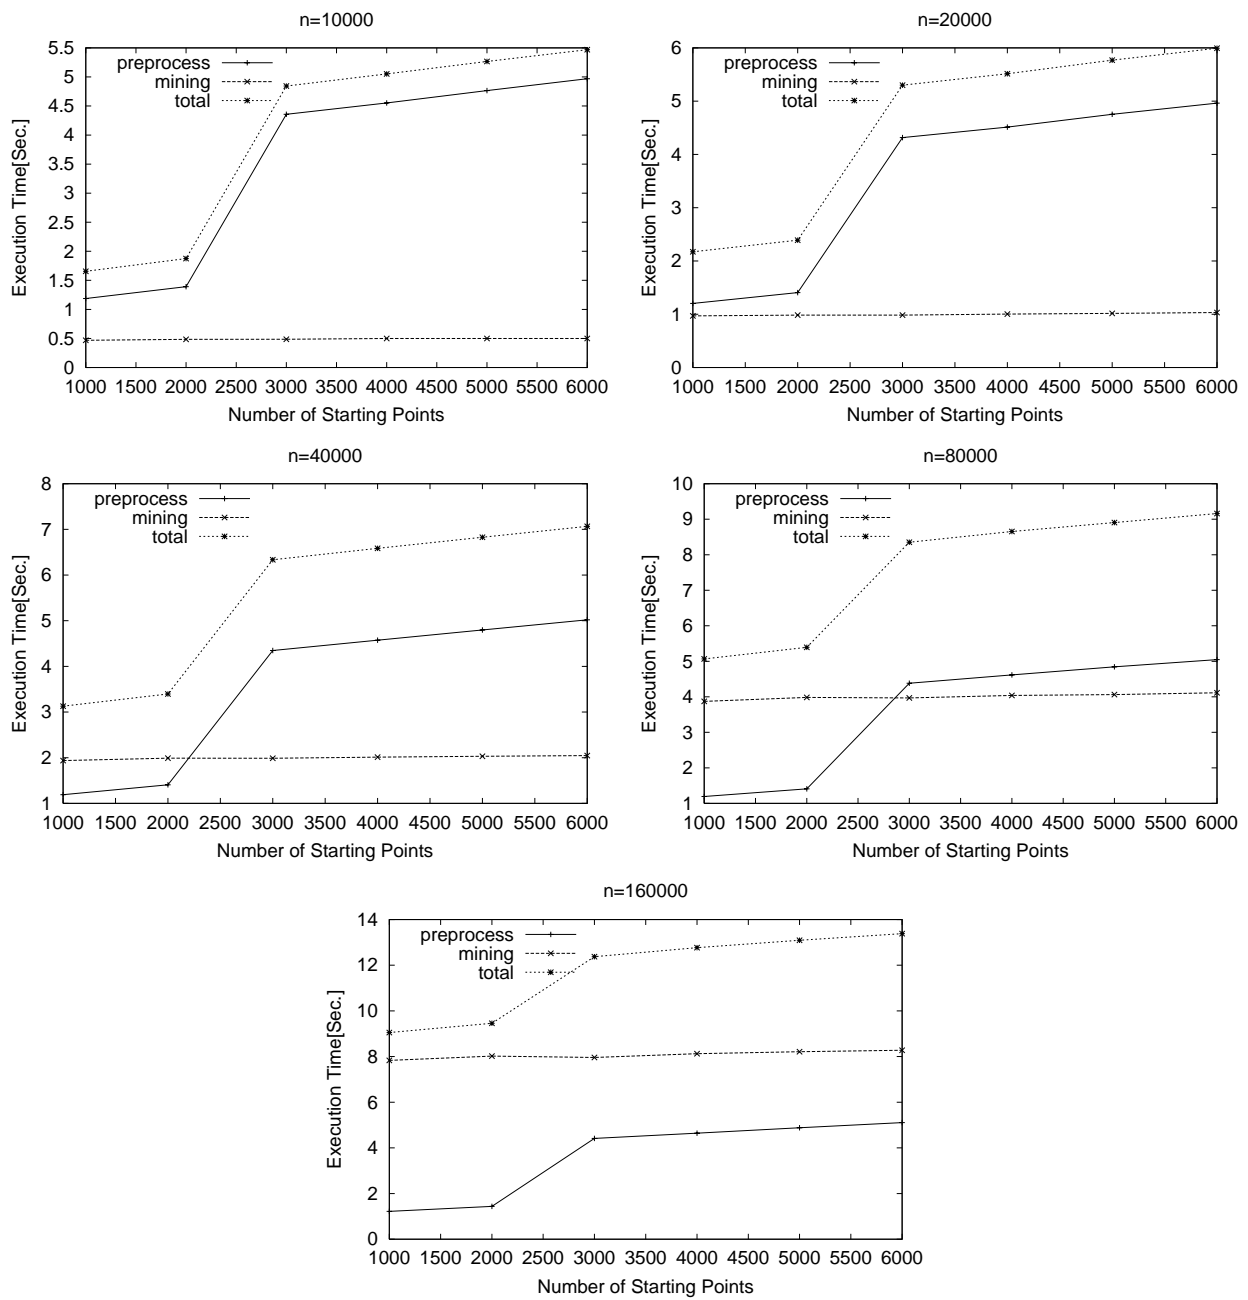 n=10000
5.5
5
4.5
4
3.5
3
2.5
2
1.5
1
0.5
0
Execution Time[Sec.]
preprocess
mining
total
1000 1500 2000 2500 3000 3500 4000 4500 5000 5500 6000
Number of Starting Points
n=20000
6
5
4
3
2
1
0
Execution Time[Sec.]
preprocess
mining
total
1000 1500 2000 2500 3000 3500 4000 4500 5000 5500 6000
Number of Starting Points
n=40000
8
7
6
5
4
3
2
1
Execution Time[Sec.]
preprocess
mining
total
1000 1500 2000 2500 3000 3500 4000 4500 5000 5500 6000
Number of Starting Points
n=80000
10
9
8
7
6
5
4
3
2
1
Execution Time[Sec.]
preprocess
mining
total
1000 1500 2000 2500 3000 3500 4000 4500 5000 5500 6000
Number of Starting Points
n=160000
14
12
10
8
6
4
2
0
Execution Time[Sec.]
preprocess
mining
total
1000 1500 2000 2500 3000 3500 4000 4500 5000 5500 6000
Number of Starting Points